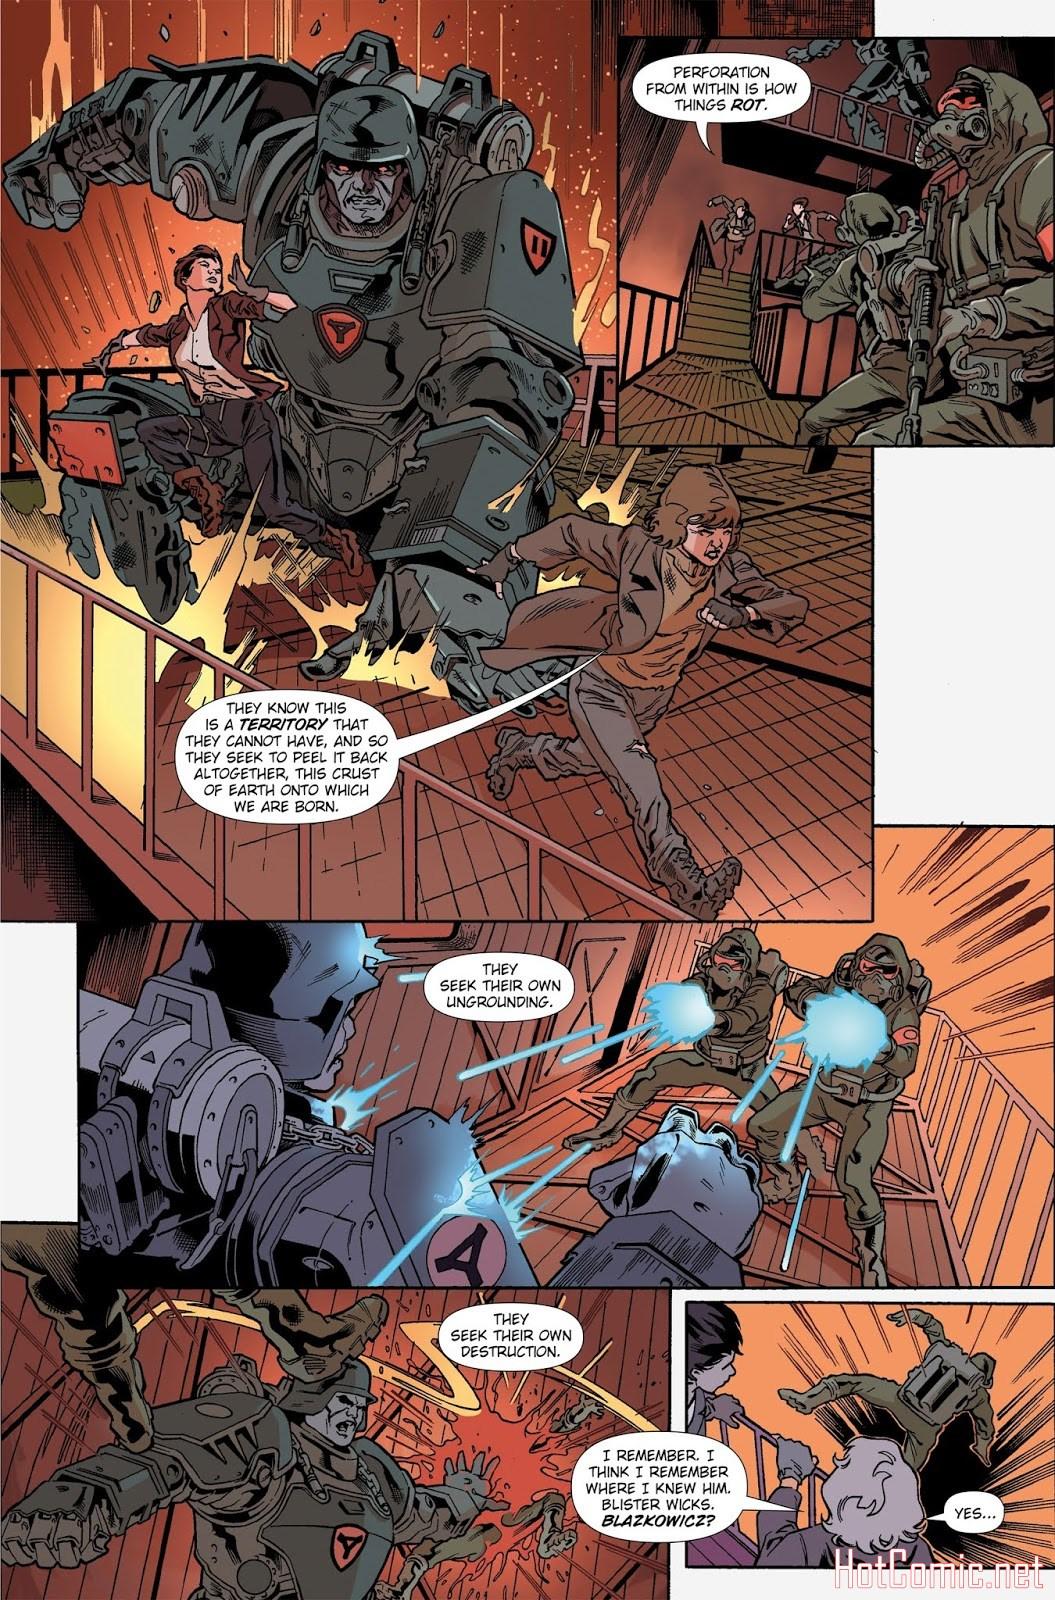 PERFORATION
FROM WITHIN IS HOW
THINGS ROT.
THEY KNOW THIS
IS A TERRITORY THAT
THEY CANNOT HAVE, AND SO
THEY SEEK TO PEEL IT BACK
ALTOGETHER, THIS CRUST
OF EARTH ONTO WHICH
WE ARE BORN.
THEY
SEEK THEIR OWN
UNGROUNDING.
THEY
SEEK THEIR OWN
DESTRUCTION.
I REMEMBER. I
THINK I REMEMBER
WHERE I KNEW HIM.
BLISTER WICKS.
BLAZKOWICZ?
YES...
HotComic.net